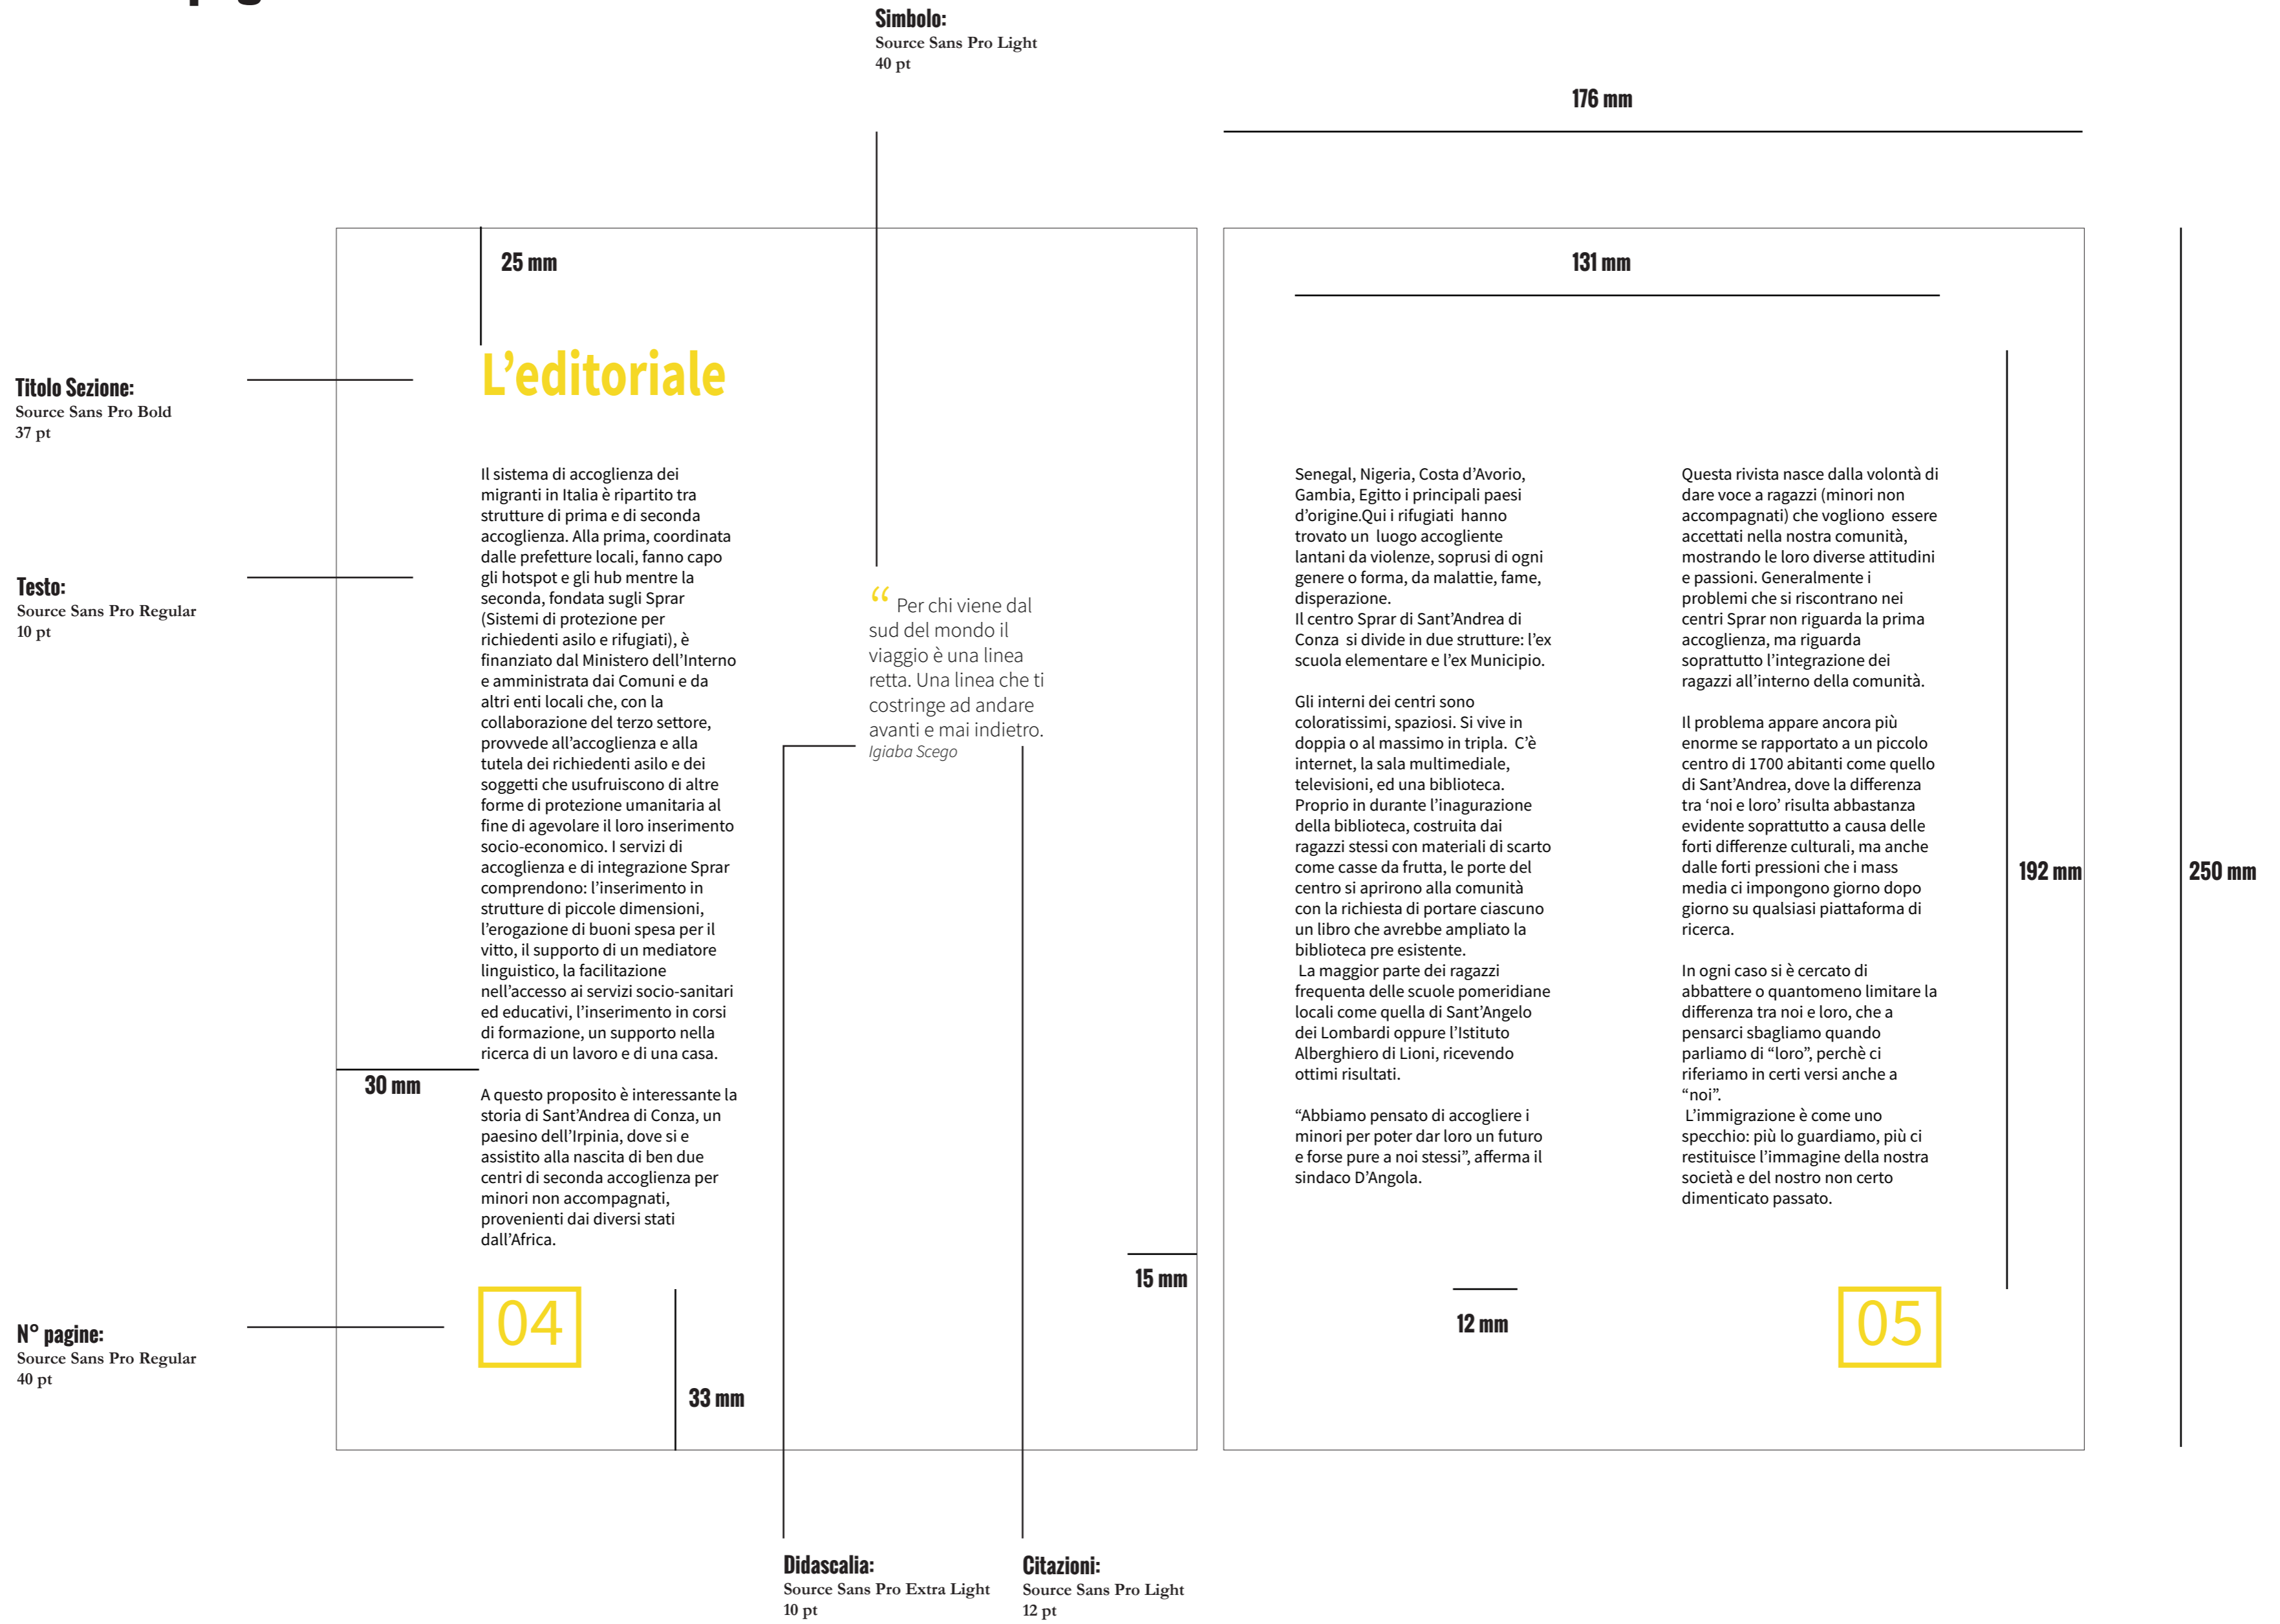 Simbolo:
Source Sans Pro Light
40 pt
176 mm
25 mm
131 mm
L’editoriale
Titolo Sezione:
Source Sans Pro Bold
37 pt
Il sistema di accoglienza dei
migranti in Italia è ripartito tra
strutture di prima e di seconda
accoglienza. Alla prima, coordinata
dalle prefetture locali, fanno capo
gli hotspot e gli hub mentre la
seconda, fondata sugli Sprar
(Sistemi di protezione per
richiedenti asilo e rifugiati), è
finanziato dal Ministero dell’Interno
e amministrata dai Comuni e da
altri enti locali che, con la
collaborazione del terzo settore,
provvede all’accoglienza e alla
tutela dei richiedenti asilo e dei
soggetti che usufruiscono di altre
forme di protezione umanitaria al
fine di agevolare il loro inserimento
socio-economico. I servizi di
accoglienza e di integrazione Sprar
comprendono: l’inserimento in
strutture di piccole dimensioni,
l’erogazione di buoni spesa per il
vitto, il supporto di un mediatore
linguistico, la facilitazione
nell’accesso ai servizi socio-sanitari
ed educativi, l’inserimento in corsi
di formazione, un supporto nella
ricerca di un lavoro e di una casa.
A questo proposito è interessante la
storia di Sant’Andrea di Conza, un
paesino dell’Irpinia, dove si e
assistito alla nascita di ben due
centri di seconda accoglienza per
minori non accompagnati,
provenienti dai diversi stati
dall’Africa.
Testo:
Source Sans Pro Regular
10 pt
“ Per chi viene dal
sud del mondo il
viaggio è una linea
retta. Una linea che ti
costringe ad andare
avanti e mai indietro.
Igiaba Scego
Senegal, Nigeria, Costa d’Avorio,
Gambia, Egitto i principali paesi
d’origine.Qui i rifugiati hanno
trovato un luogo accogliente
lantani da violenze, soprusi di ogni
genere o forma, da malattie, fame,
disperazione.
Il centro Sprar di Sant’Andrea di
Conza si divide in due strutture: l’ex
scuola elementare e l’ex Municipio.
Gli interni dei centri sono
coloratissimi, spaziosi. Si vive in
doppia o al massimo in tripla. C’è
internet, la sala multimediale,
televisioni, ed una biblioteca.
Proprio in durante l’inagurazione
della biblioteca, costruita dai
ragazzi stessi con materiali di scarto
come casse da frutta, le porte del
centro si aprirono alla comunità
con la richiesta di portare ciascuno
un libro che avrebbe ampliato la
biblioteca pre esistente.
La maggior parte dei ragazzi
frequenta delle scuole pomeridiane
locali come quella di Sant’Angelo
dei Lombardi oppure l’Istituto
Alberghiero di Lioni, ricevendo
ottimi risultati.
“Abbiamo pensato di accogliere i
minori per poter dar loro un futuro
e forse pure a noi stessi”, afferma il
sindaco D’Angola.
Questa rivista nasce dalla volontà di
dare voce a ragazzi (minori non
accompagnati) che vogliono essere
accettati nella nostra comunità,
mostrando le loro diverse attitudini
e passioni. Generalmente i
problemi che si riscontrano nei
centri Sprar non riguarda la prima
accoglienza, ma riguarda
soprattutto l’integrazione dei
ragazzi all’interno della comunità.
Il problema appare ancora più
enorme se rapportato a un piccolo
centro di 1700 abitanti come quello
di Sant’Andrea, dove la differenza
tra ‘noi e loro’ risulta abbastanza
evidente soprattutto a causa delle
forti differenze culturali, ma anche
dalle forti pressioni che i mass
media ci impongono giorno dopo
giorno su qualsiasi piattaforma di
ricerca.
In ogni caso si è cercato di
abbattere o quantomeno limitare la
differenza tra noi e loro, che a
pensarci sbagliamo quando
parliamo di “loro”, perchè ci
riferiamo in certi versi anche a
“noi”.
L’immigrazione è come uno
specchio: più lo guardiamo, più ci
restituisce l’immagine della nostra
società e del nostro non certo
dimenticato passato.
192 mm
250 mm
30 mm
15 mm
12 mm
04
05
N° pagine:
Source Sans Pro Regular
40 pt
33 mm
Didascalia:
Source Sans Pro Extra Light
10 pt
Citazioni:
Source Sans Pro Light
12 pt